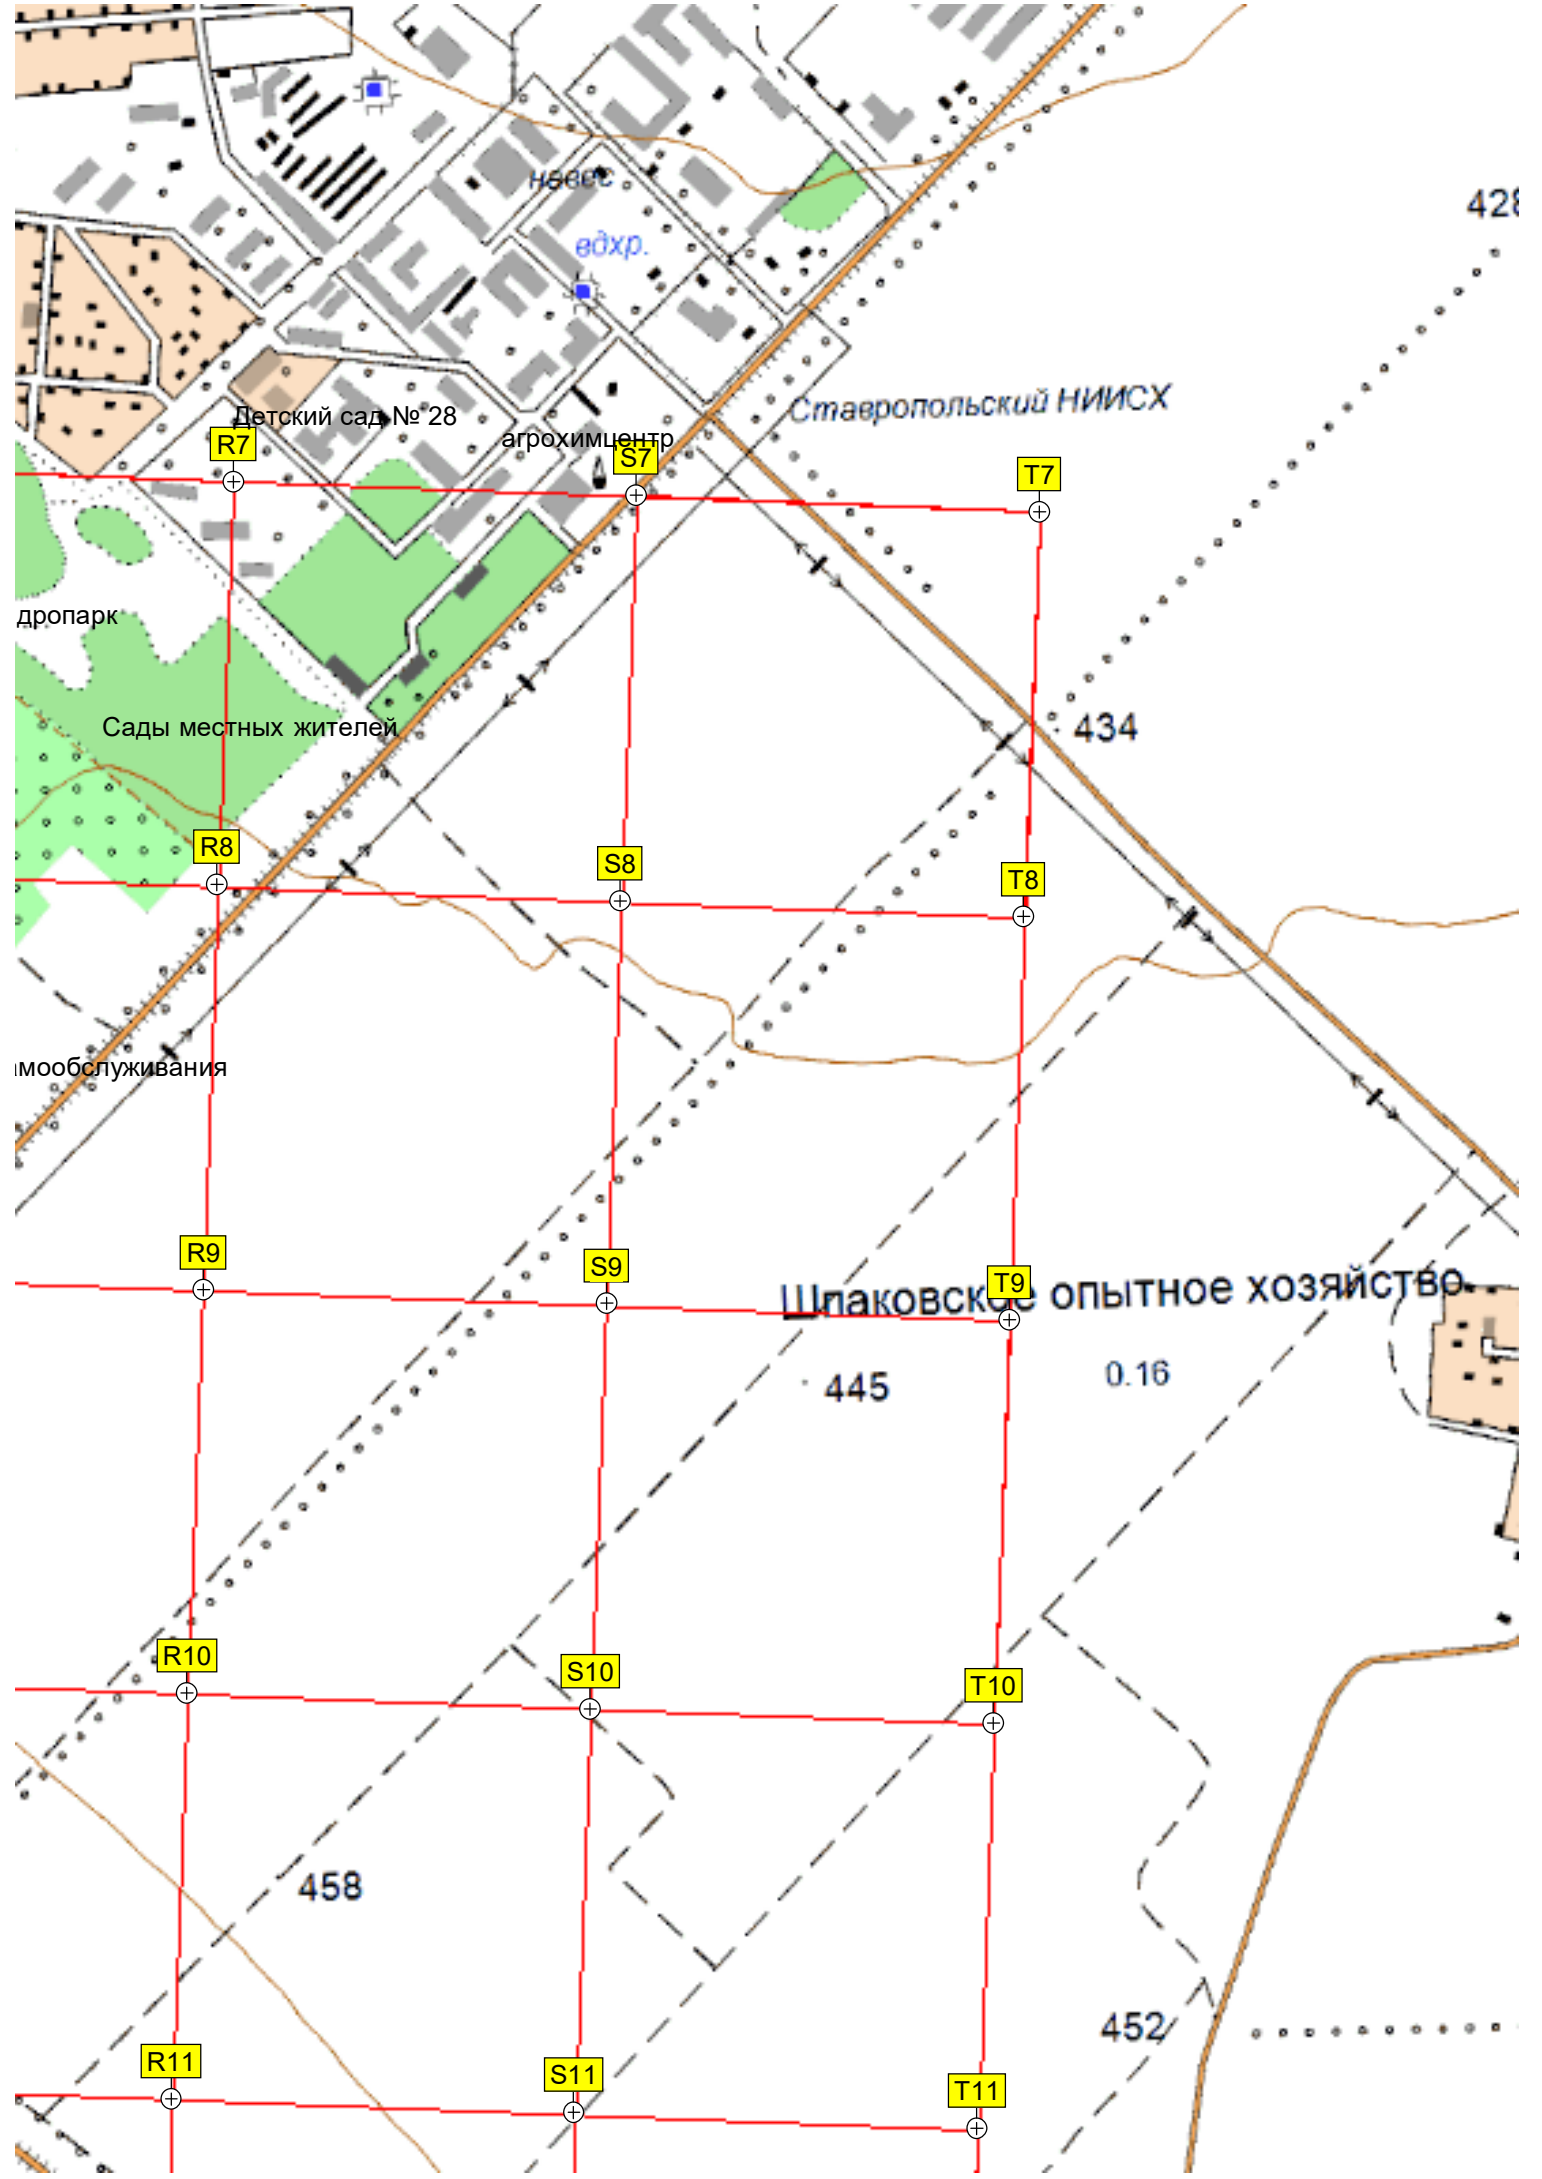 навес
428
вдхр.
Ставропольский НИИСХ
Детский сад № 28
агрохимцентр
R7
S7
T7
дропарк
Сады местных жителей
434
R8
S8
T8
мообслуживания
R9
S9
T9
Шпаковское опытное хозяйство
445
0.16
R10
S10
T10
458
452
R11
S11
T11